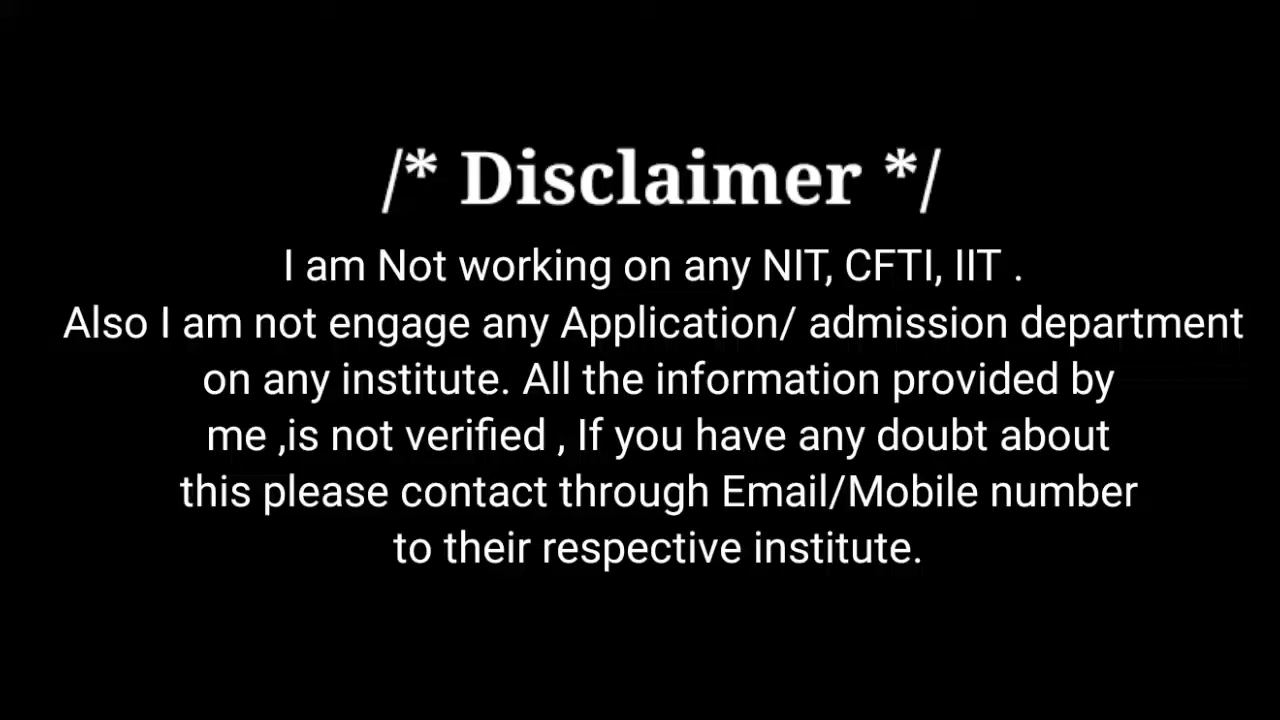 /* Disclaimer */
I am Not working on any NIT, CFTI, IIT .
Also I am not engage any Application/ admission department
on any institute. All the information provided by
me ,is not verified , If you have any doubt about
this please contact through Email/Mobile number
to their respective institute.